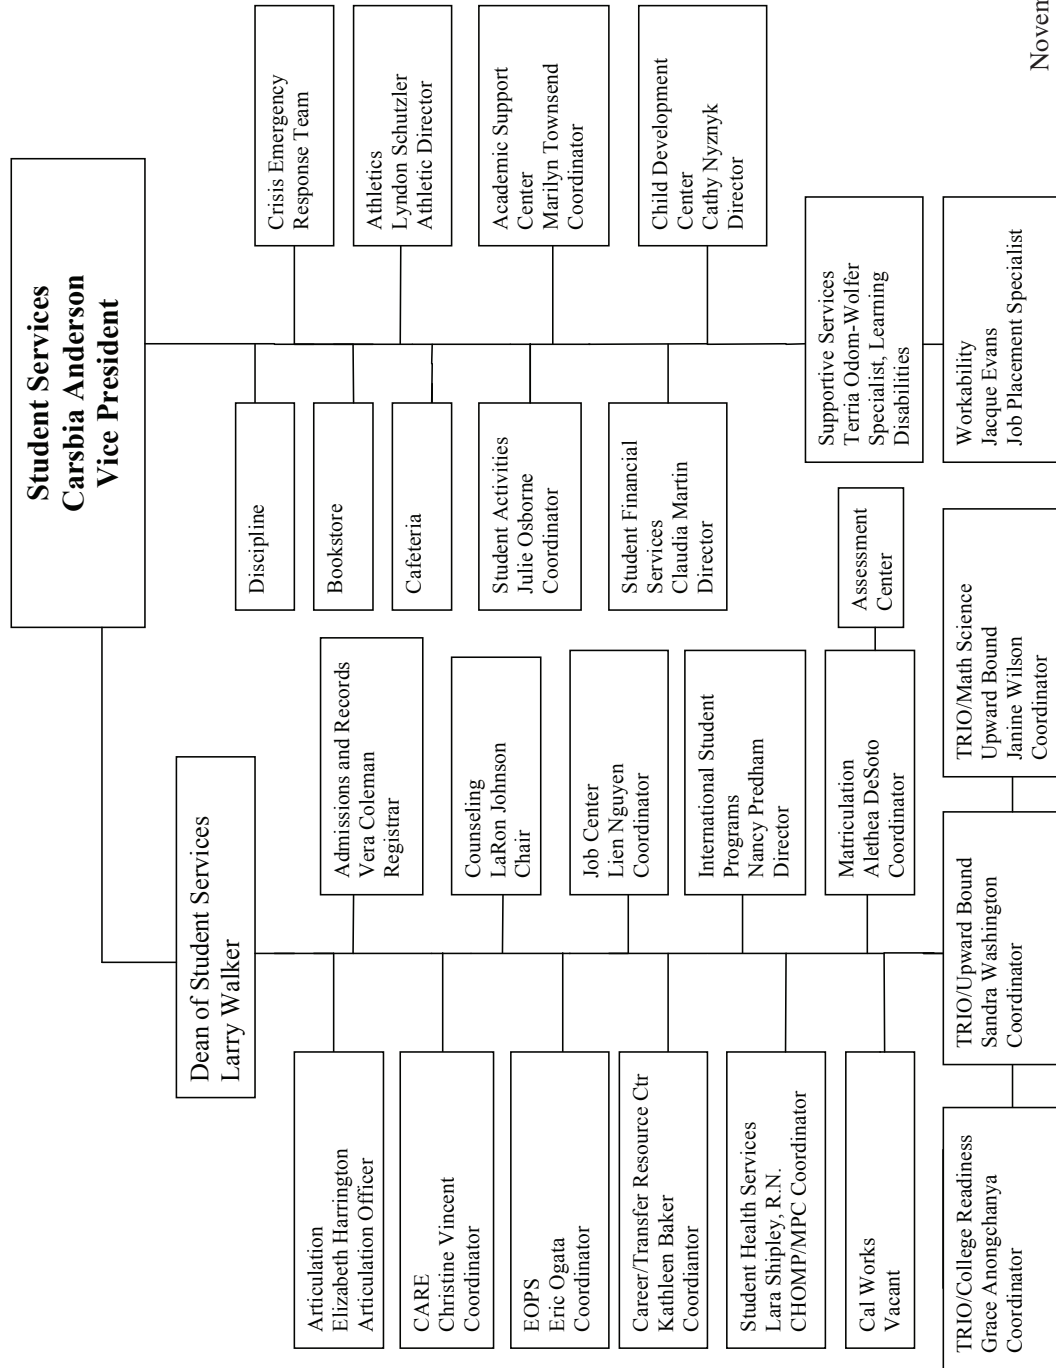 Student Services
Carsbia Anderson
Vice President
Dean of Student Services
Larry Walker
Articulation
Elizabeth Harrington
Articulation Officer
CARE
Christine Vincent
Coordinator
EOPS
Eric Ogata
Coordinator
Career/Transfer Resource Ctr
Kathleen Baker
Coordiantor
Student Health Services
Lara Shipley, R.N.
CHOMP/MPC Coordinator
Cal Works
Vacant
Admissions and Records
Vera Coleman
Registrar
Counseling
LaRon Johnson
Chair
Job Center
Lien Nguyen
Coordinator
International Student
Programs
Nancy Predham
Director
Matriculation
Alethea DeSoto
Coordinator
Assessment
Center
TRIO/College Readiness
Grace Anongchanya
Coordinator
TRIO/Upward Bound
Sandra Washington
Coordinator
TRIO/Math Science
Upward Bound
Janine Wilson
Coordinator
Discipline
Bookstore
Cafeteria
Student Activities
Julie Osborne
Coordinator
Student Financial
Services
Claudia Martin
Director
Crisis Emergency
Response Team
Athletics
Lyndon Schutzler
Athletic Director
Academic Support
Center
Marilyn Townsend
Coordinator
Child Development
Center
Cathy Nyznyk
Director
Supportive Services
Terria Odom-Wolfer
Specialist, Learning
Disabilities
Workability
Jacque Evans
Job Placement Specialist
Novem